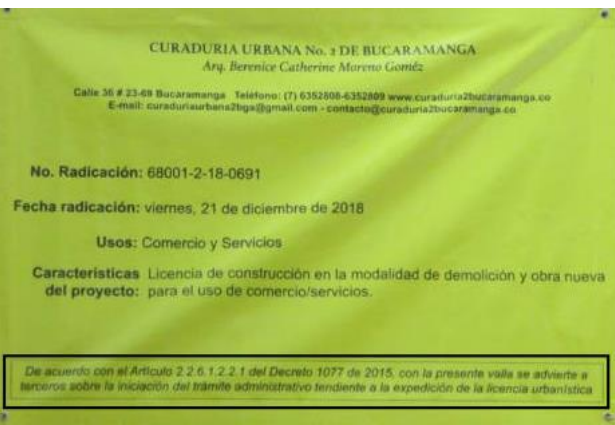 CURADURIA URBANA No. 2 DE BUCARAMANGA
Arq. Berenice Catherine Moreno Goméz
Calle 36 # 23-69 Bucaramanga Teléfono: (7) 6352808-6352809 www.curaduria2bucaramanga.co
E-mail: curaduriaurbana2bga@gmail.com - contacto@curaduria2bucaramanga.co
No. Radicación: 68001-2-18-0691
Fecha radicación: viernes, 21 de diciembre de 2018
Usos: Comercio y Servicios
Caracteristicas Licencia de construcción en la modalidad de demolición y obra nueva
del proyecto: para el uso de comercio/servicios.
De acuerdo con el Artículo 2.2.6.1.2.2.1 del Decreto 1077 de 2015, con la presente valla se advierte a
terceros sobre la iniciación del trámite administrativo tendiente a la expedición de la licencia urbanística